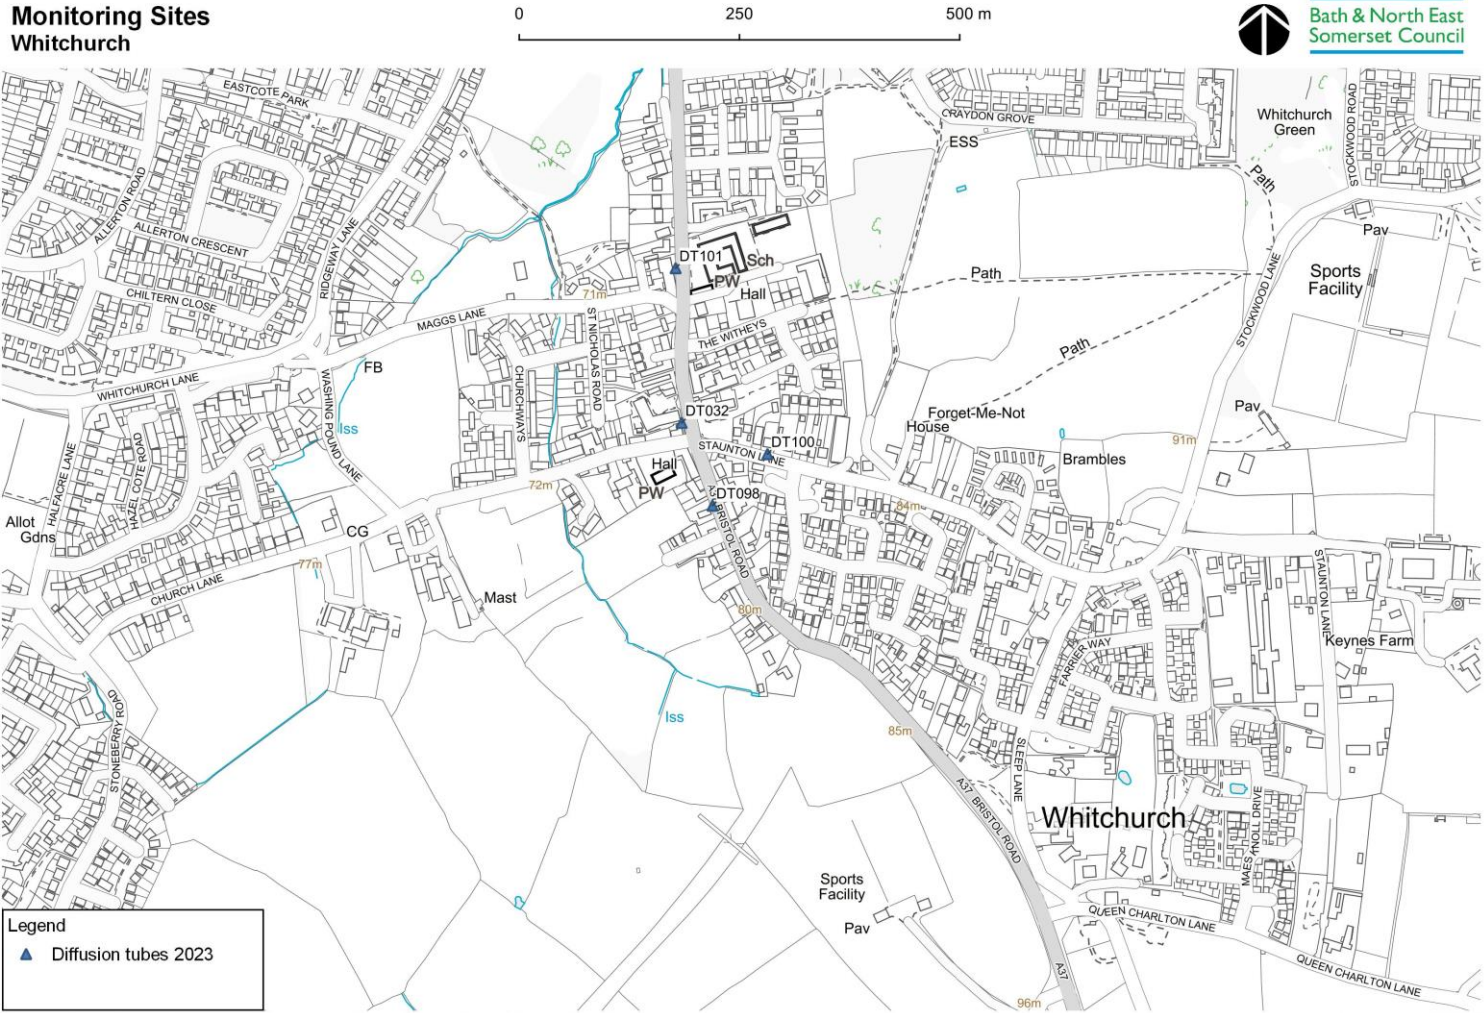 Monitoring Sites
Whitchurch
0 250 500 m
Bath & North East
Somerset Council
EASTCOTE PARK
ALLERTON ROAD
ALLERTON CRESCENT
RIDGEWAY LANE
CHILTERN CLOSE
CRAYDON GROVE
ESS
Whitchurch
Green
STOCKWOOD ROAD
Path
Pav
Sports
Facility
STOCKWOOD LANE
Path
Path
DT101
Sch
PW
Hall
71m
MAGGS LANE
ST NICHOLAS ROAD
THE WITHEYS
WHITCHURCH LANE
FB
WASHING POUND LANE
Iss
CHURCHWAYS
DT032
STAUNTON LANE
DT100
Hall
PW
DT098
BRISTOL ROAD
Forget-Me-Not
House
Brambles
Pav
91m
84m
HALFACRE LANE
HAZEL COTE ROAD
Allot
Gdns
72m
CG
77m
CHURCH LANE
Mast
80m
STAUNTON LANE
Keynes Farm
FARRIER WAY
STONEBERRY ROAD
Iss
85m
SLEEP LANE
A37 BRISTOL ROAD
Whitchurch
MAES KNOLL DRIVE
Sports
Facility
Pav
QUEEN CHARLTON LANE
QUEEN CHARLTON LANE
A37
96m
Legend
Diffusion tubes 2023